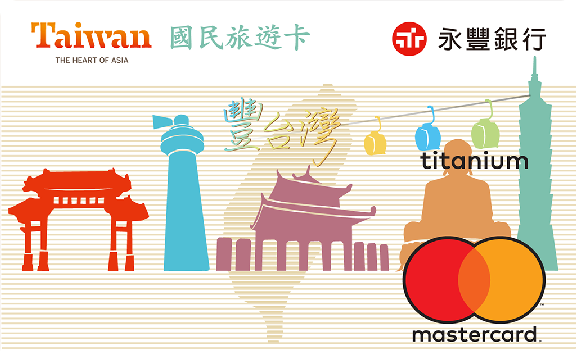 Taiwan 國民旅遊卡
THE HEART OF ASIA
永豐銀行
豐台灣
titanium
mastercard.